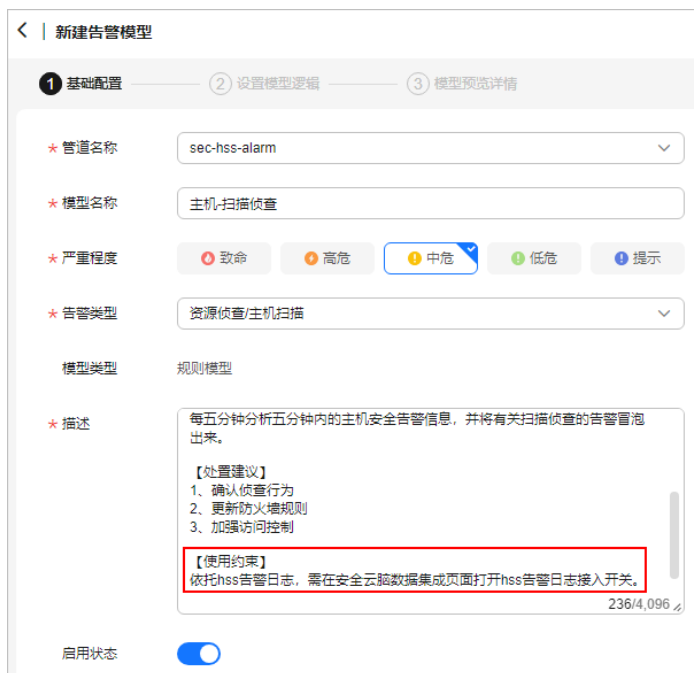 新建告警模型
1 基础配置 2 设置模型逻辑 3 模型预览详情
* 管道名称 sec-hss-alarm
* 模型名称 主机-扫描侦查
* 严重程度 致命 高危 中危 低危 提示
* 告警类型 资源侦查/主机扫描
模型类型 规则模型
* 描述 每五分钟分析五分钟内的主机安全告警信息，并将有关扫描侦查的告警冒泡
出来。
【处置建议】
1、确认侦查行为
2、更新防火墙规则
3、加强访问控制
【使用约束】
依托hss告警日志，需在安全云脑数据集成页面打开hss告警日志接入开关。
236/4,096
启用状态